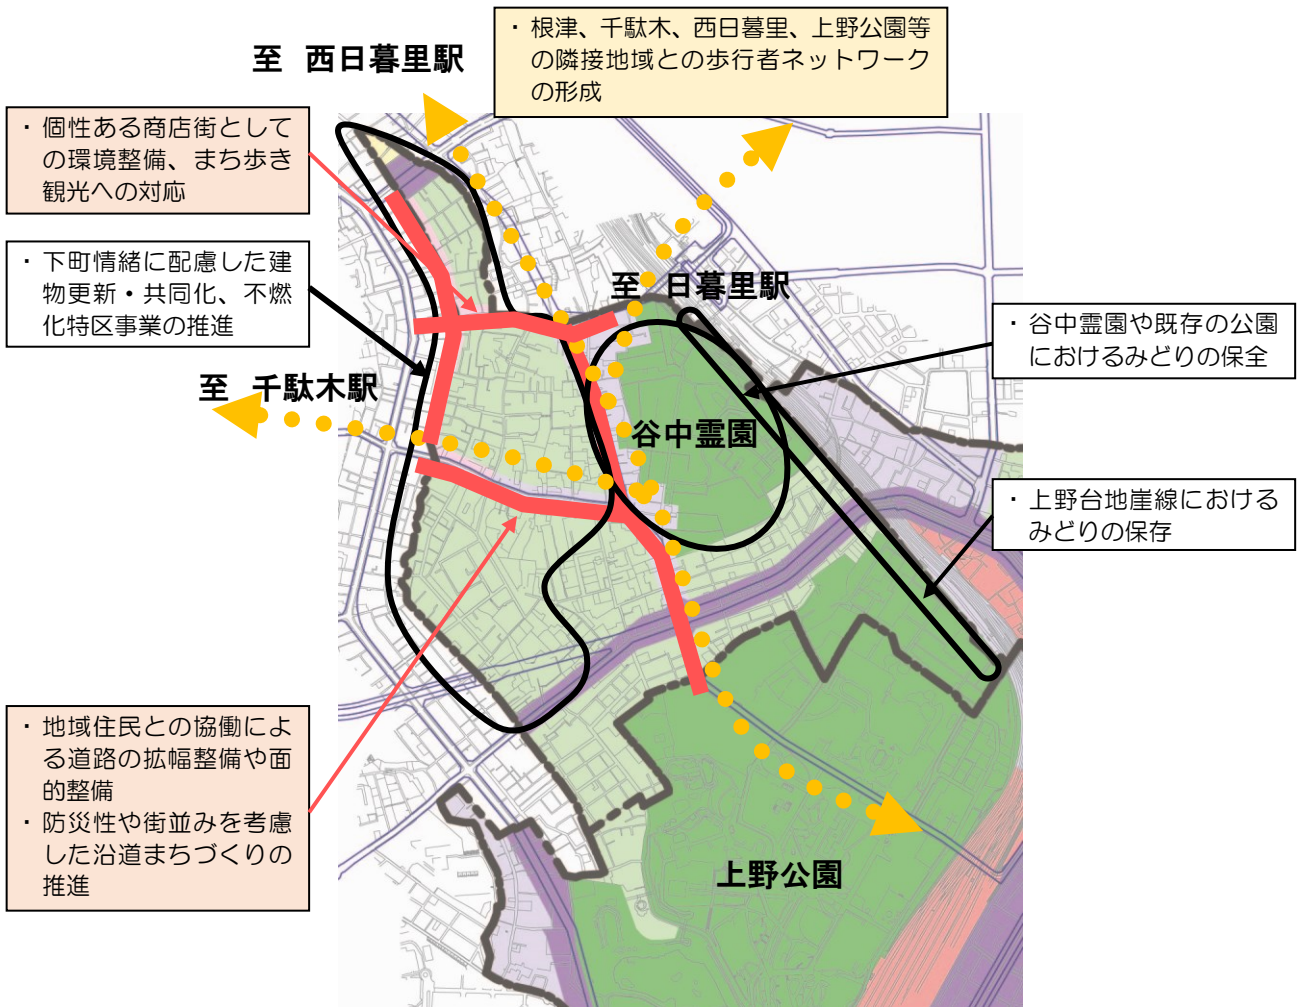 ・根津、千駄木、西日暮里、上野公園等
の隣接地域との歩行者ネットワーク
の形成
至 西日暮里駅
・個性ある商店街として
の環境整備、まち歩き
観光への対応
・下町情緒に配慮した建
物更新・共同化、不燃
化特区事業の推進
至 日暮里駅
・谷中霊園や既存の公園
におけるみどりの保全
至 千駄木駅
谷中霊園
・上野台地崖線における
みどりの保存
・地域住民との協働によ
る道路の拡幅整備や面
的整備
・防災性や街並みを考慮
した沿道まちづくりの
推進
上野公園